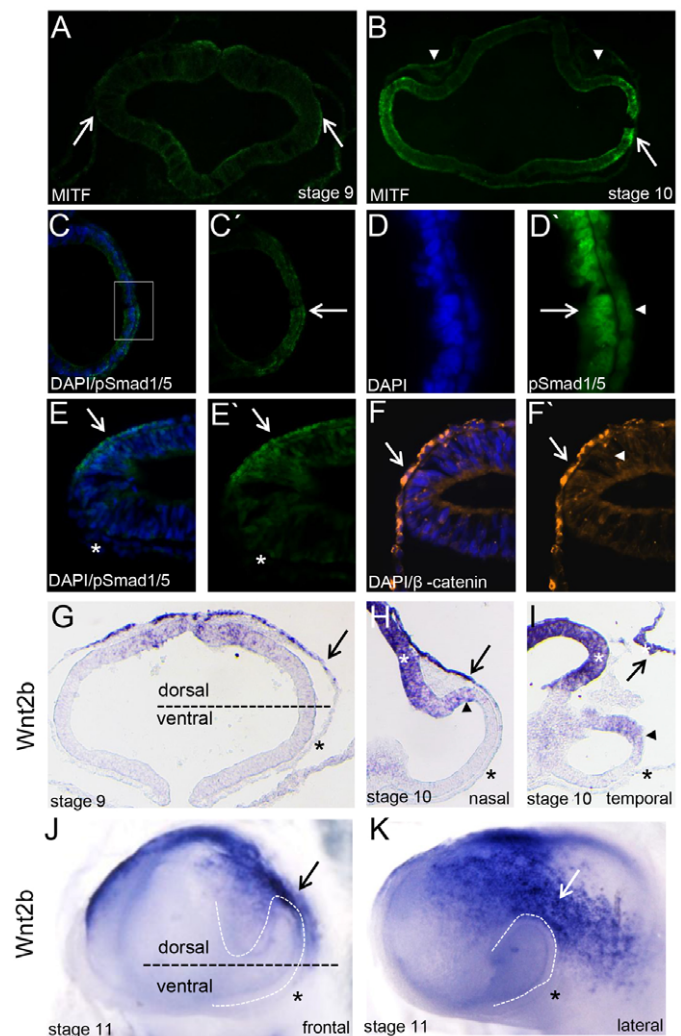 A
B
MITF
stage 9
MITF
stage 10
C
C´
D
D`
DAPI/pSmad1/5
DAPI
pSmad1/5
E
E`
F
F`
DAPI/pSmad1/5
DAPI/β -catenin
*
*
Wnt2b
G
H
I
dorsal
ventral
*
*
*
*
*
*
stage 9
stage 10
nasal
stage 10
temporal
Wnt2b
J
K
dorsal
ventral
*
*
stage 11
frontal
stage 11
lateral